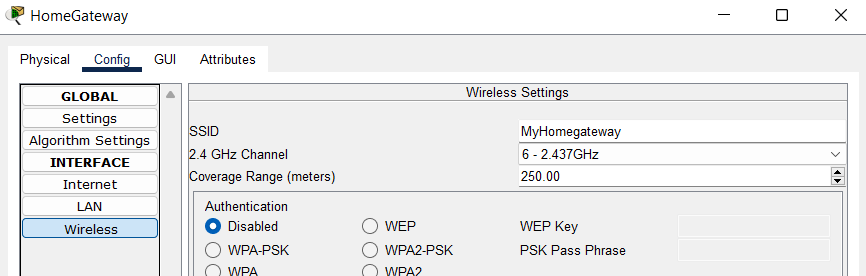 HomeGateway
Physical Config GUI Attributes
GLOBAL
Settings
Algorithm Settings
INTERFACE
Internet
LAN
Wireless
Wireless Settings
SSID MyHomegateway
2.4 GHz Channel 6 - 2.437GHz
Coverage Range (meters) 250.00
Authentication
Disabled WEP WEP Key
WPA-PSK WPA2-PSK PSK Pass Phrase
WPA WPA2